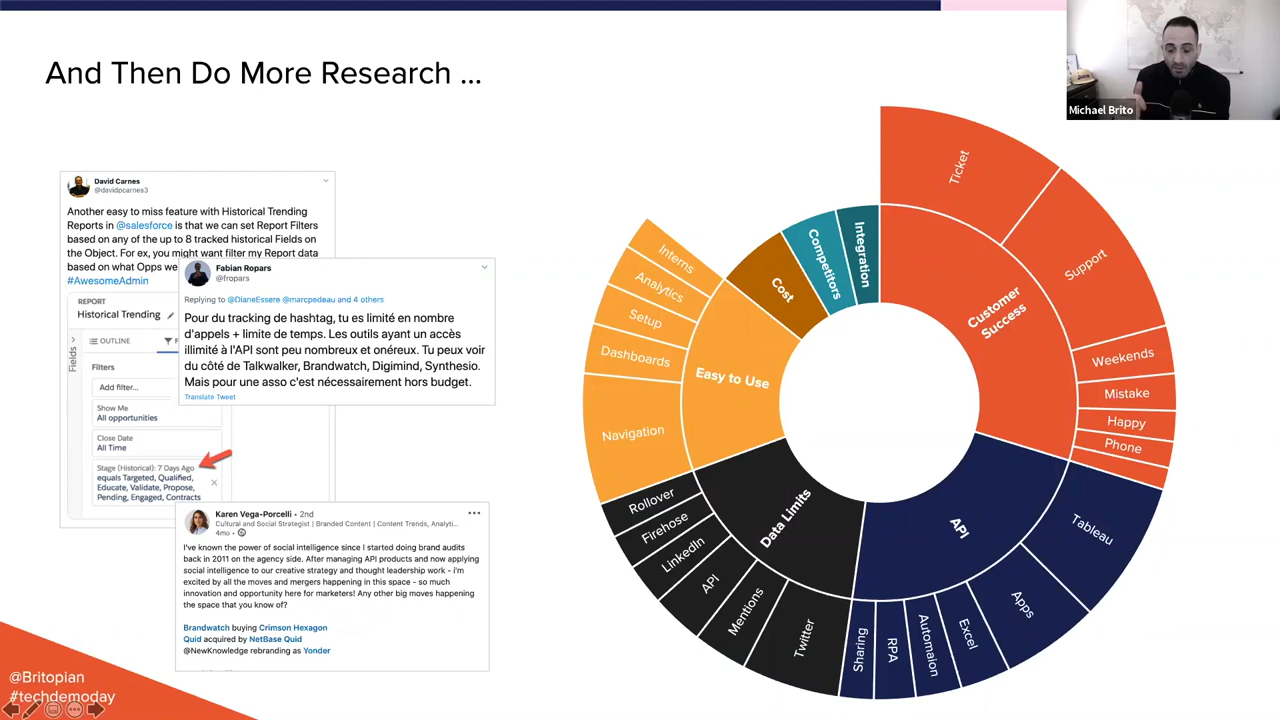 And Then Do More Research ...
Michael Brito
David Carnes
@davidpcarnes3
Another easy to miss feature with Historical Trending
Reports in @salesforce is that we can set Report Filters
based on any of the up to 8 tracked historical Fields on
the Object. For ex, you might want filter my Report data
based on what Opps we
#AwesomeAdmin
REPORT
Historical Trending
Fields
OUTLINE
F
Filters
Add filter...
Show Me
All opportunities
Close Date
All Time
Stage (Historical): 7 Days Ago
equals Targeted, Qualified,
Educate, Validate, Propose,
Pending, Engaged, Contracts
Fabian Ropars
@fropars
Replying to @DianeEssere @marcpedeau and 4 others
Pour du tracking de hashtag, tu es limité en nombre
d'appels + limite de temps. Les outils ayant un accès
illimité à l'API sont peu nombreux et onéreux. Tu peux voir
du côté de Talkwalker, Brandwatch, Digimind, Synthesio.
Mais pour une asso c'est nécessairement hors budget.
Translate Tweet
Karen Vega-Porcelli • 2nd
Cultural and Social Strategist | Branded Content | Content Trends, Analyti...
4mo •
I've known the power of social intelligence since I started doing brand audits
back in 2011 on the agency side. After managing API products and now applying
social intelligence to our creative strategy and thought leadership work - i'm
excited by all the moves and mergers happening in this space - so much
innovation and opportunity here for marketers! Any other big moves happening
the space that you know of?
Brandwatch buying Crimson Hexagon
Quid acquired by NetBase Quid
@NewKnowledge rebranding as Yonder
Customer
Success
Ticket
Support
Weekends
Mistake
Happy
Phone
API
Tableau
Apps
Excel
Automaion
RPA
Sharing
Data Limits
Twitter
Mentions
API
LinkedIn
Firehose
Rollover
Easy to Use
Navigation
Dashboards
Setup
Analytics
Interns
Cost
Competitors
Integration
@Britopian
#techdemoday